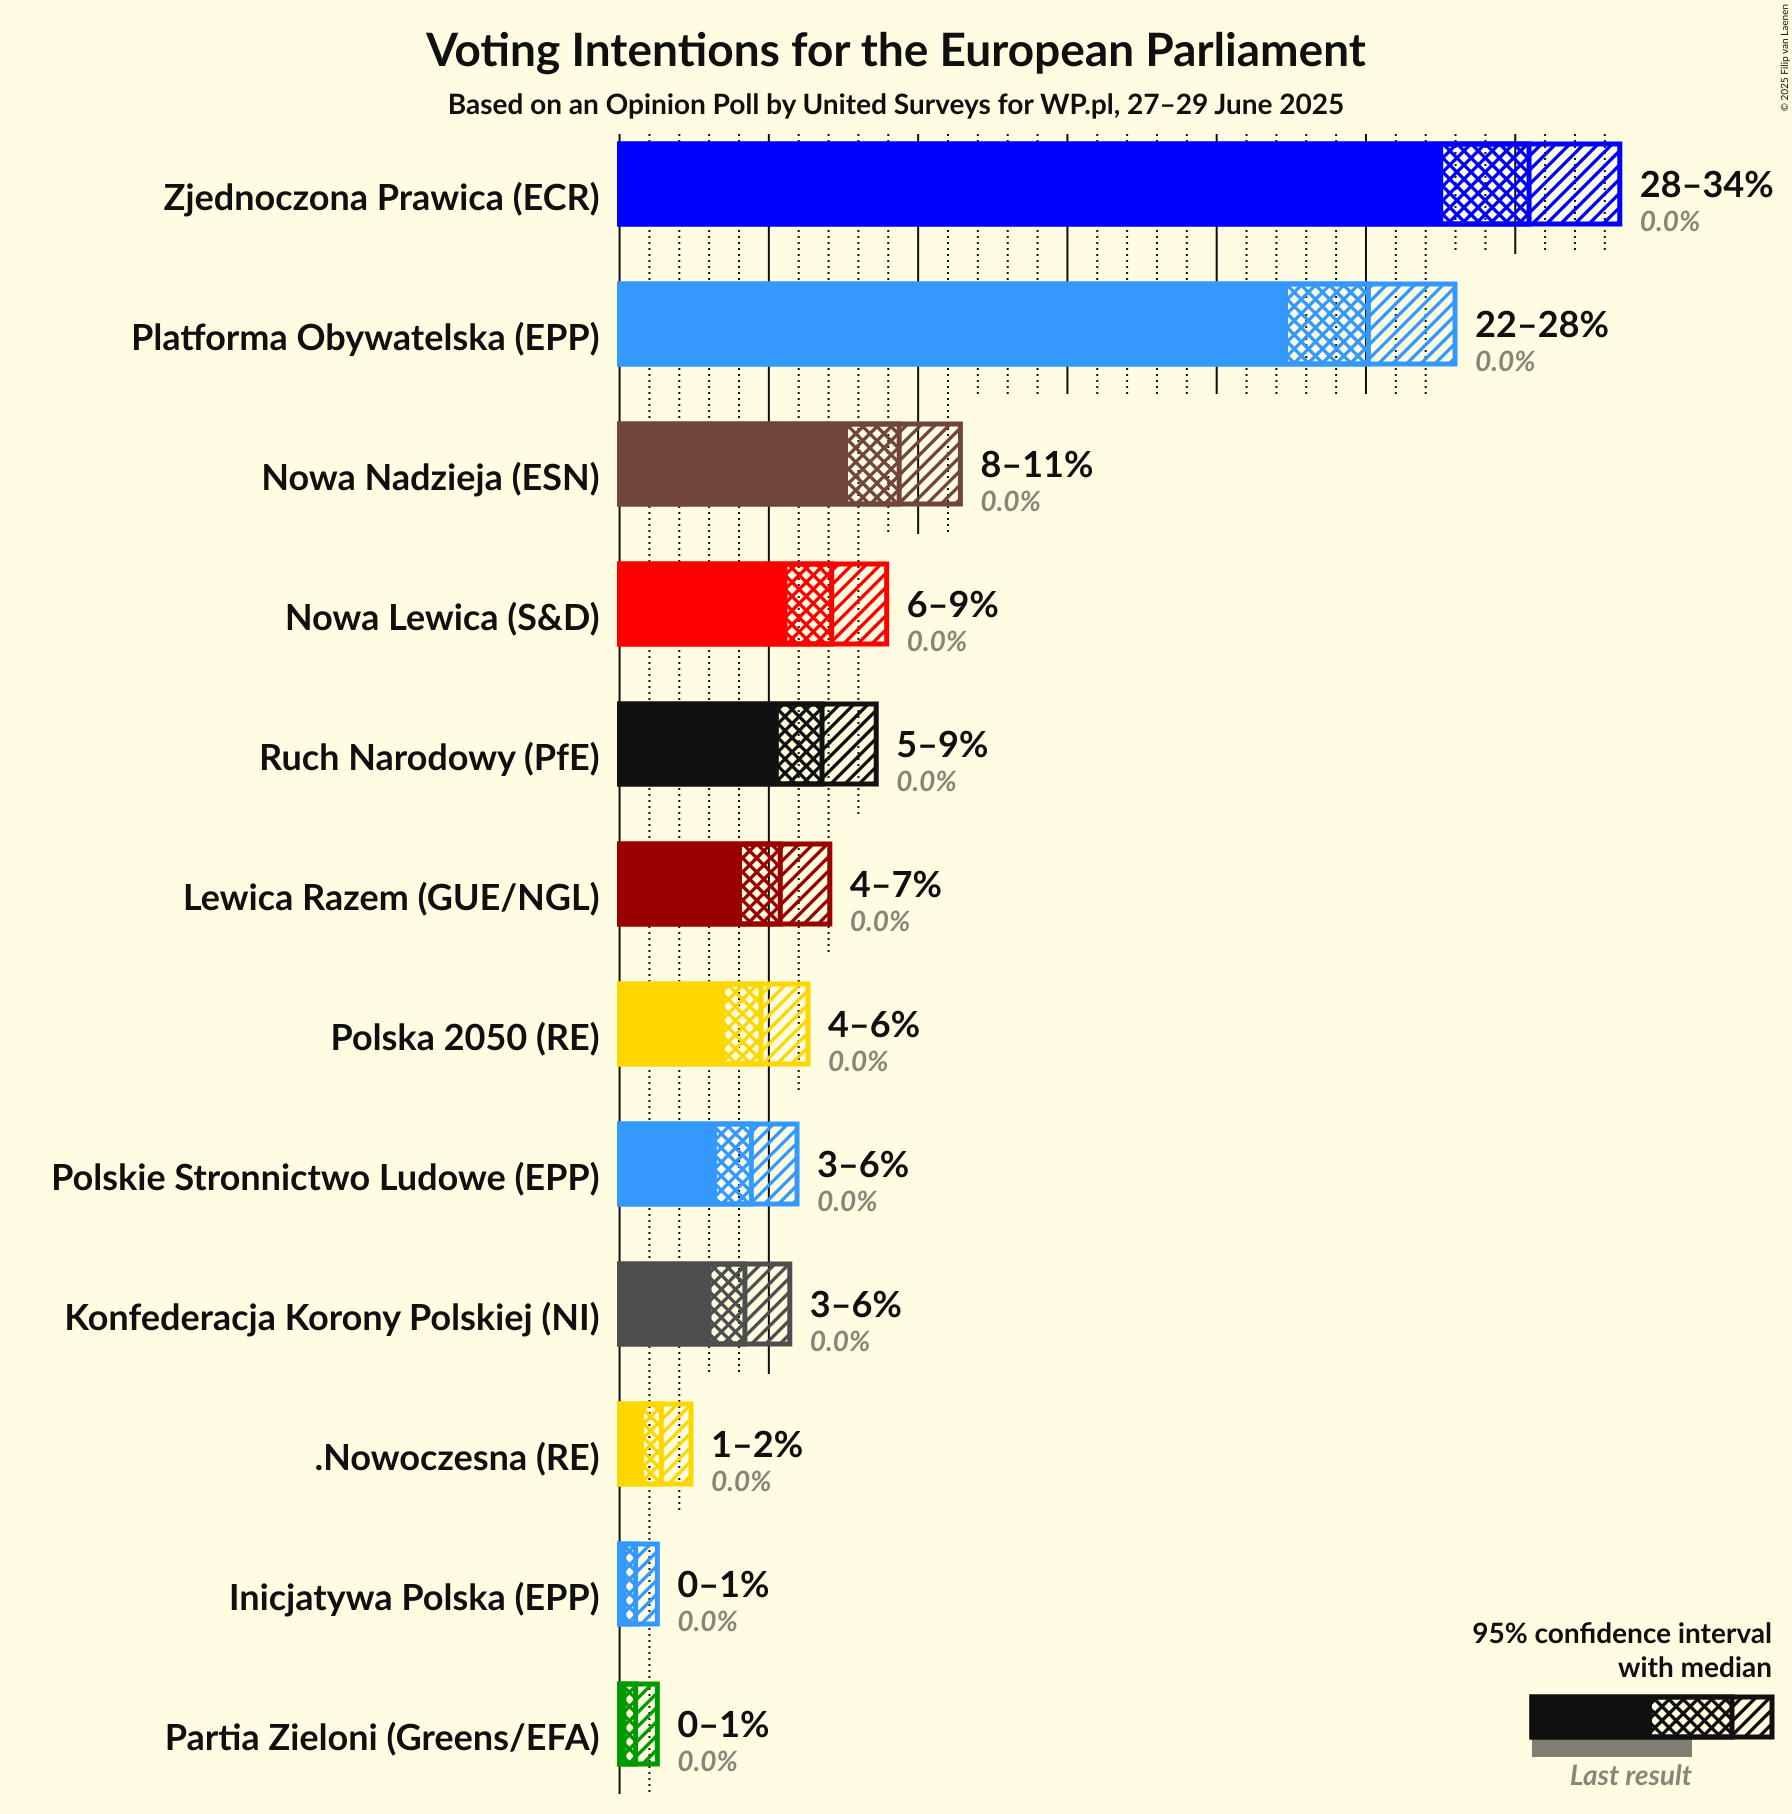 Voting Intentions for the European Parliament
Based on an Opinion Poll by United Surveys for WP.pl, 27–29 June 2025
© 2025 Filip van Laenen
Zjednoczona Prawica (ECR)
28–34%
0.0%
Platforma Obywatelska (EPP)
22–28%
0.0%
Nowa Nadzieja (ESN)
8–11%
0.0%
Nowa Lewica (S&D)
6–9%
0.0%
Ruch Narodowy (PfE)
5–9%
0.0%
Lewica Razem (GUE/NGL)
4–7%
0.0%
Polska 2050 (RE)
4–6%
0.0%
Polskie Stronnictwo Ludowe (EPP)
3–6%
0.0%
Konfederacja Korony Polskiej (NI)
3–6%
0.0%
.Nowoczesna (RE)
1–2%
0.0%
Inicjatywa Polska (EPP)
0–1%
0.0%
Partia Zieloni (Greens/EFA)
0–1%
0.0%
95% confidence interval
with median
Last result